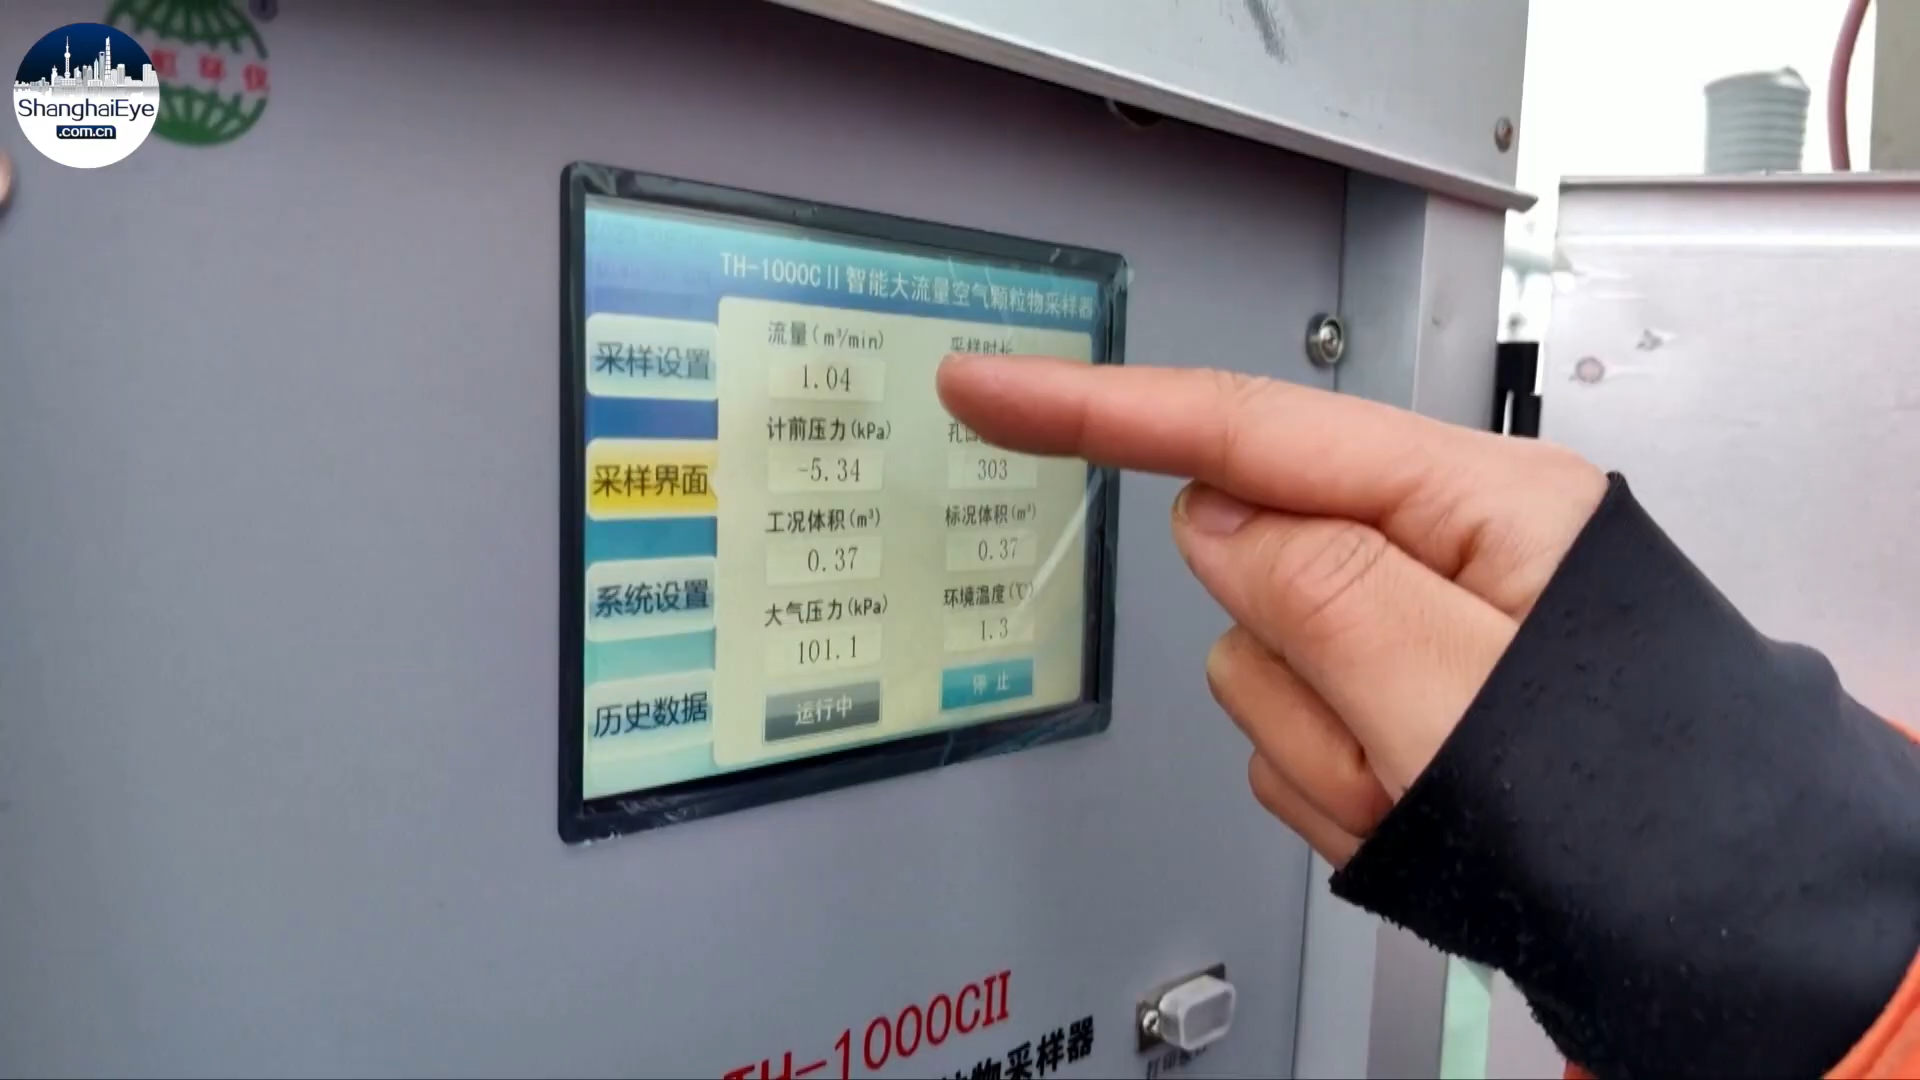 ShanghaiEye
.com.cn
虹环仪
TH-1000CⅡ智能大流量空气颗粒物采样器
采样设置
采样界面
系统设置
历史数据
流量(m³/min)
采样时长
1.04
计前压力(kPa)
孔口
-5.34
303
工况体积(m³)
标况体积(m³)
0.37
0.37
大气压力(kPa)
环境温度(℃)
101.1
1.3
运行中
停止
TH-1000CII
物采样器